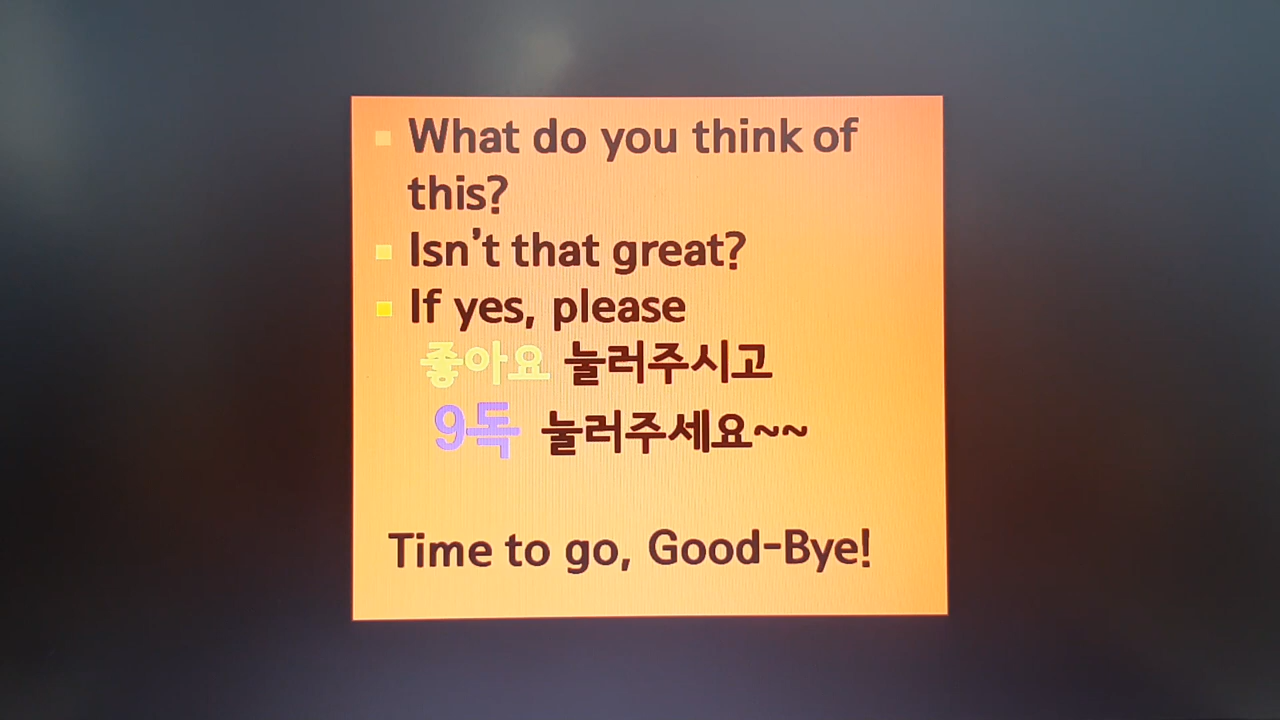 What do you think of
this?
Isn't that great?
If yes, please
좋아요 눌러주시고
9독 눌러주세요~~
Time to go, Good-Bye!